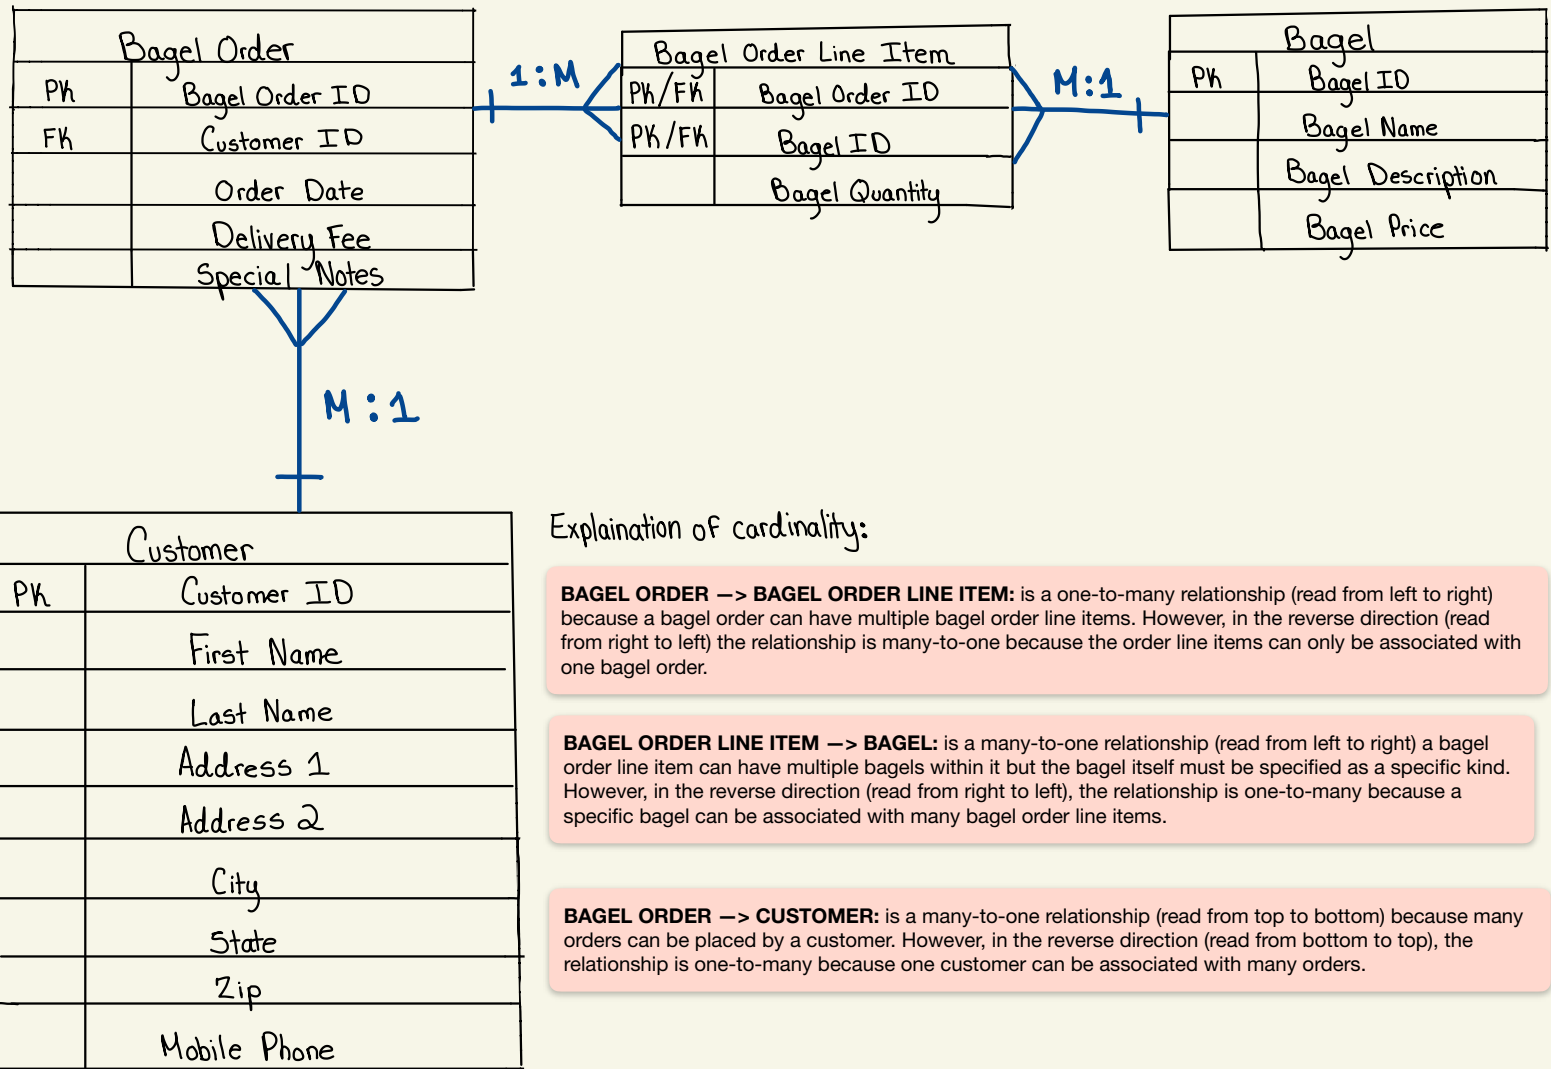 Bagel Order
PK Bagel Order ID
FK Customer ID
Order Date
Delivery Fee
Special Notes
1:M
Bagel Order Line Item
PK/FK Bagel Order ID
PK/FK Bagel ID
Bagel Quantity
M:1
Bagel
PK Bagel ID
Bagel Name
Bagel Description
Bagel Price
M:1
Customer
PK Customer ID
First Name
Last Name
Address 1
Address 2
City
State
Zip
Mobile Phone
Explaination of cardinality:
BAGEL ORDER —> BAGEL ORDER LINE ITEM: is a one-to-many relationship (read from left to right)
because a bagel order can have multiple bagel order line items. However, in the reverse direction (read
from right to left) the relationship is many-to-one because the order line items can only be associated with
one bagel order.
BAGEL ORDER LINE ITEM —> BAGEL: is a many-to-one relationship (read from left to right) a bagel
order line item can have multiple bagels within it but the bagel itself must be specified as a specific kind.
However, in the reverse direction (read from right to left), the relationship is one-to-many because a
specific bagel can be associated with many bagel order line items.
BAGEL ORDER —> CUSTOMER: is a many-to-one relationship (read from top to bottom) because many
orders can be placed by a customer. However, in the reverse direction (read from bottom to top), the
relationship is one-to-many because one customer can be associated with many orders.